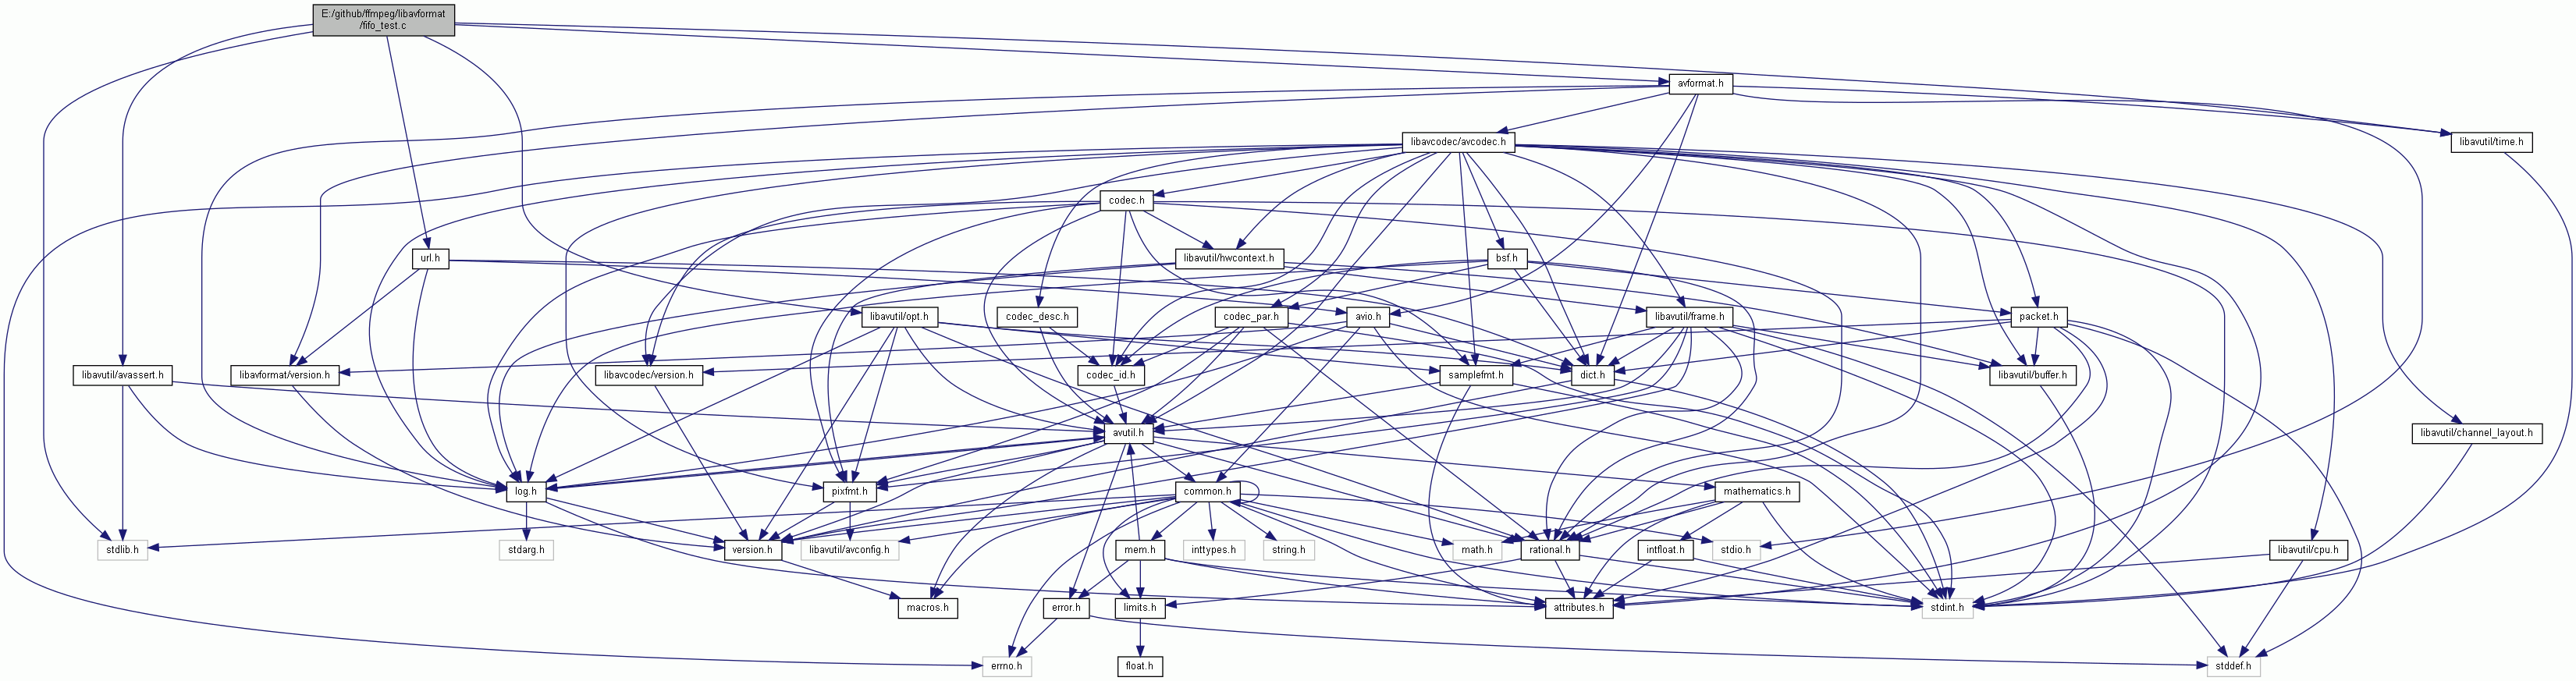 E:/github/ffmpeg/libavformat
/fifo_test.c
avformat.h
libavcodec/avcodec.h
libavutil/time.h
codec.h
url.h
libavutil/hwcontext.h
bsf.h
libavutil/opt.h
codec_desc.h
codec_par.h
avio.h
libavutil/frame.h
packet.h
libavutil/avassert.h
libavformat/version.h
libavcodec/version.h
codec_id.h
samplefmt.h
dict.h
libavutil/buffer.h
avutil.h
libavutil/channel_layout.h
log.h
pixfmt.h
common.h
mathematics.h
stdlib.h
stdarg.h
version.h
libavutil/avconfig.h
mem.h
inttypes.h
string.h
math.h
rational.h
intfloat.h
stdio.h
libavutil/cpu.h
macros.h
error.h
limits.h
attributes.h
stdint.h
errno.h
float.h
stddef.h